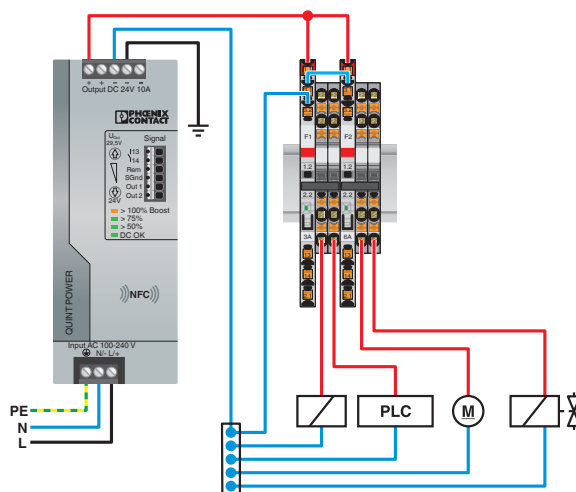 + + − − −
Output DC 24V 10A
PHŒNIX
CONTACT
UOut
29,5V
24V
Signal
13
14
Rem
SGnd
Out 1
Out 2
> 100% Boost
> 75%
> 50%
DC OK
NFC
QUINT POWER
Input AC 100-240 V
N/- L/+
PE
N
L
F1
1.2
2.2
3A
F2
1.2
2.2
6A
PLC
M